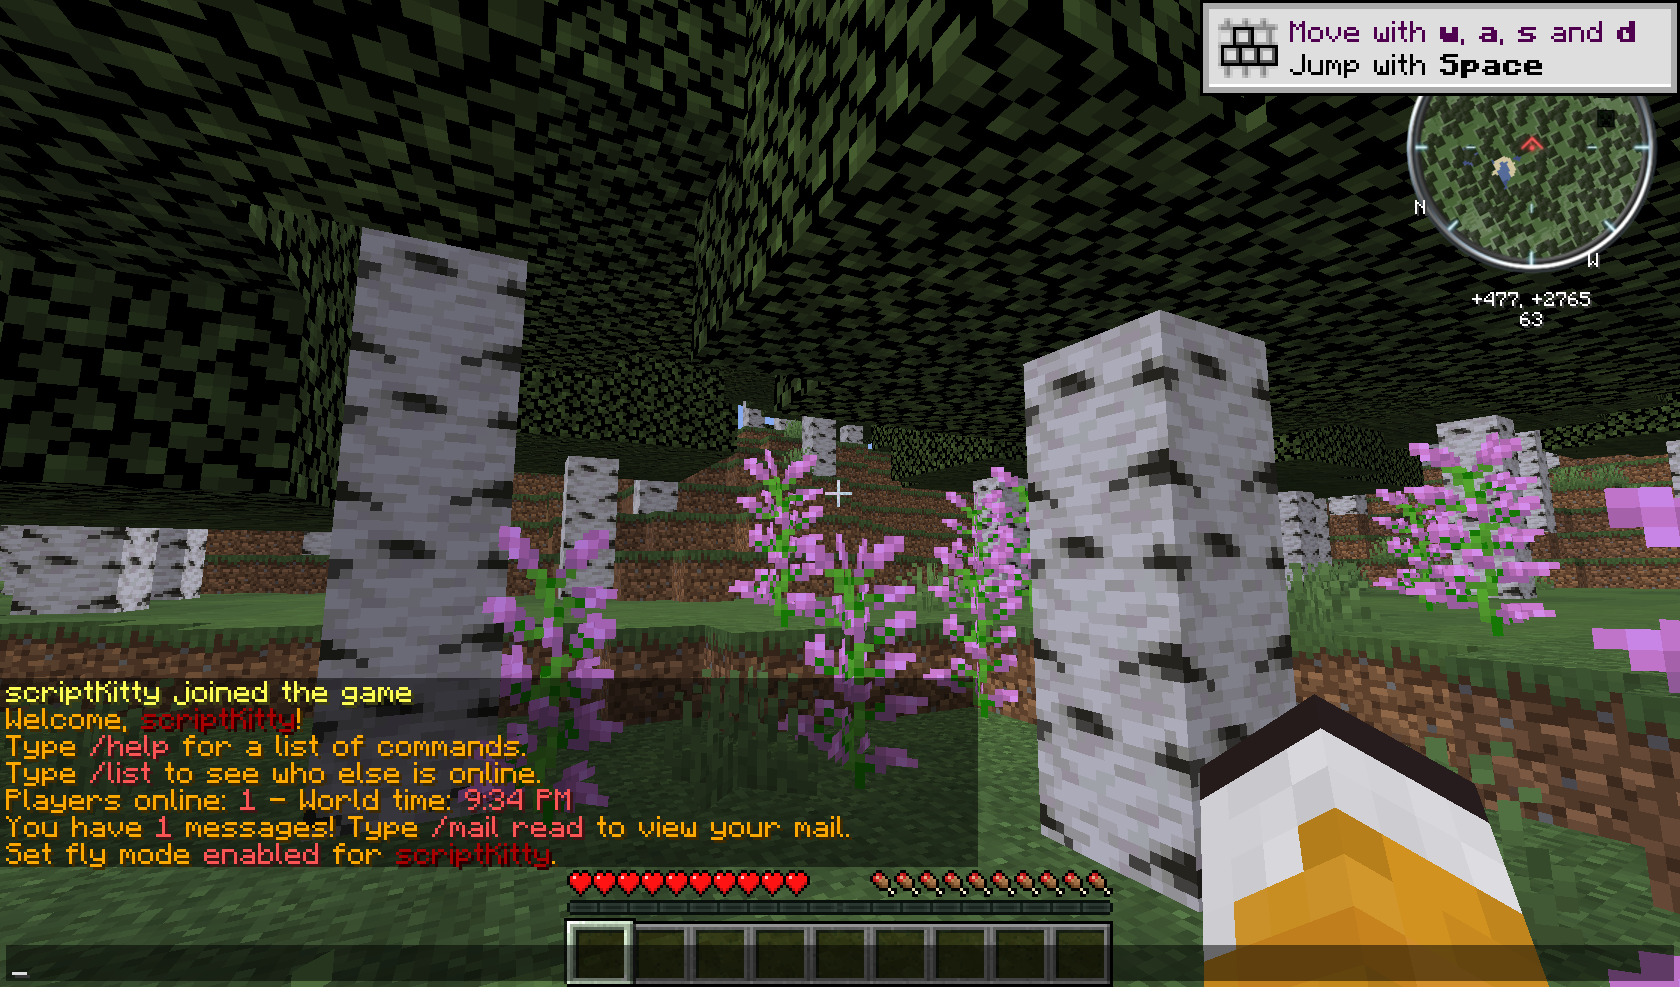 Move with w, a, s and d
Jump with Space
N
W
+477, +2765
63
scriptKitty joined the game
Welcome, scriptKitty!
Type /help for a list of commands.
Type /list to see who else is online.
Players online: 1 - World time: 9:34 PM
You have 1 messages! Type /mail read to view your mail.
Set fly mode enabled for scriptKitty.
_